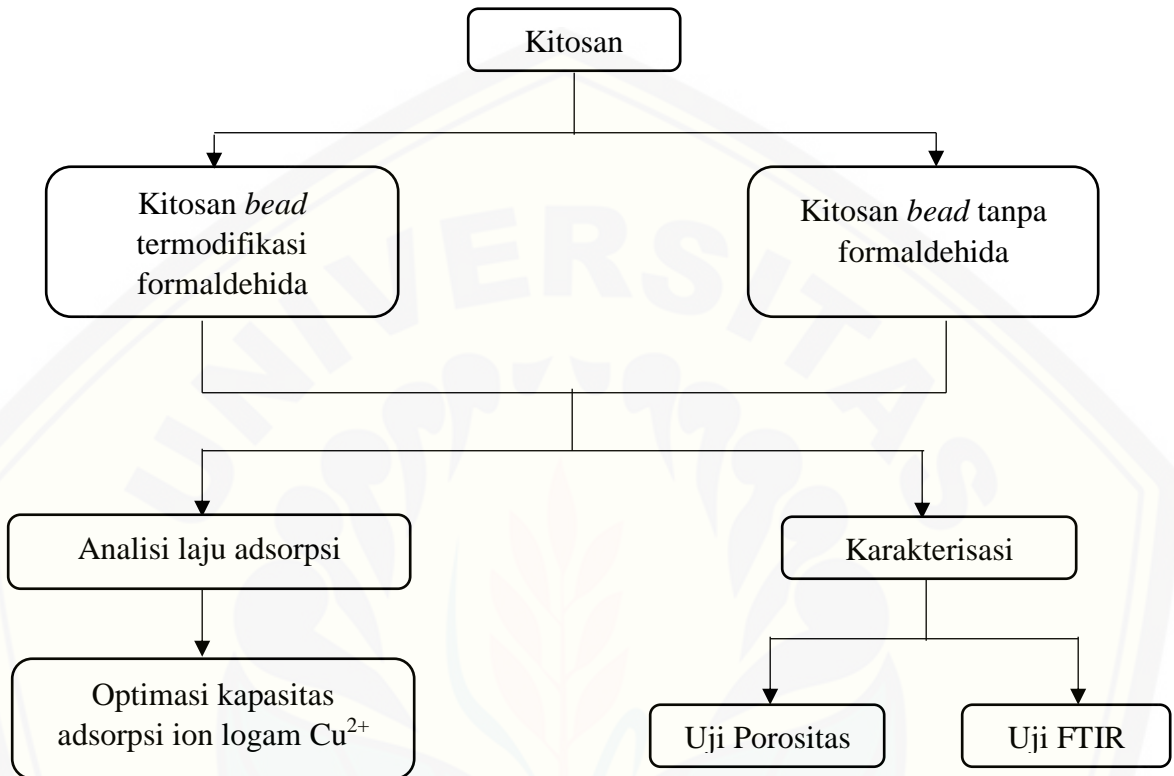 Kitosan
Kitosan bead
termodifikasi
formaldehida
Kitosan bead tanpa
formaldehida
UNIVERSITAS
Analisi laju adsorpsi
Karakterisasi
Optimasi kapasitas
adsorpsi ion logam Cu²⁺
Uji Porositas
Uji FTIR